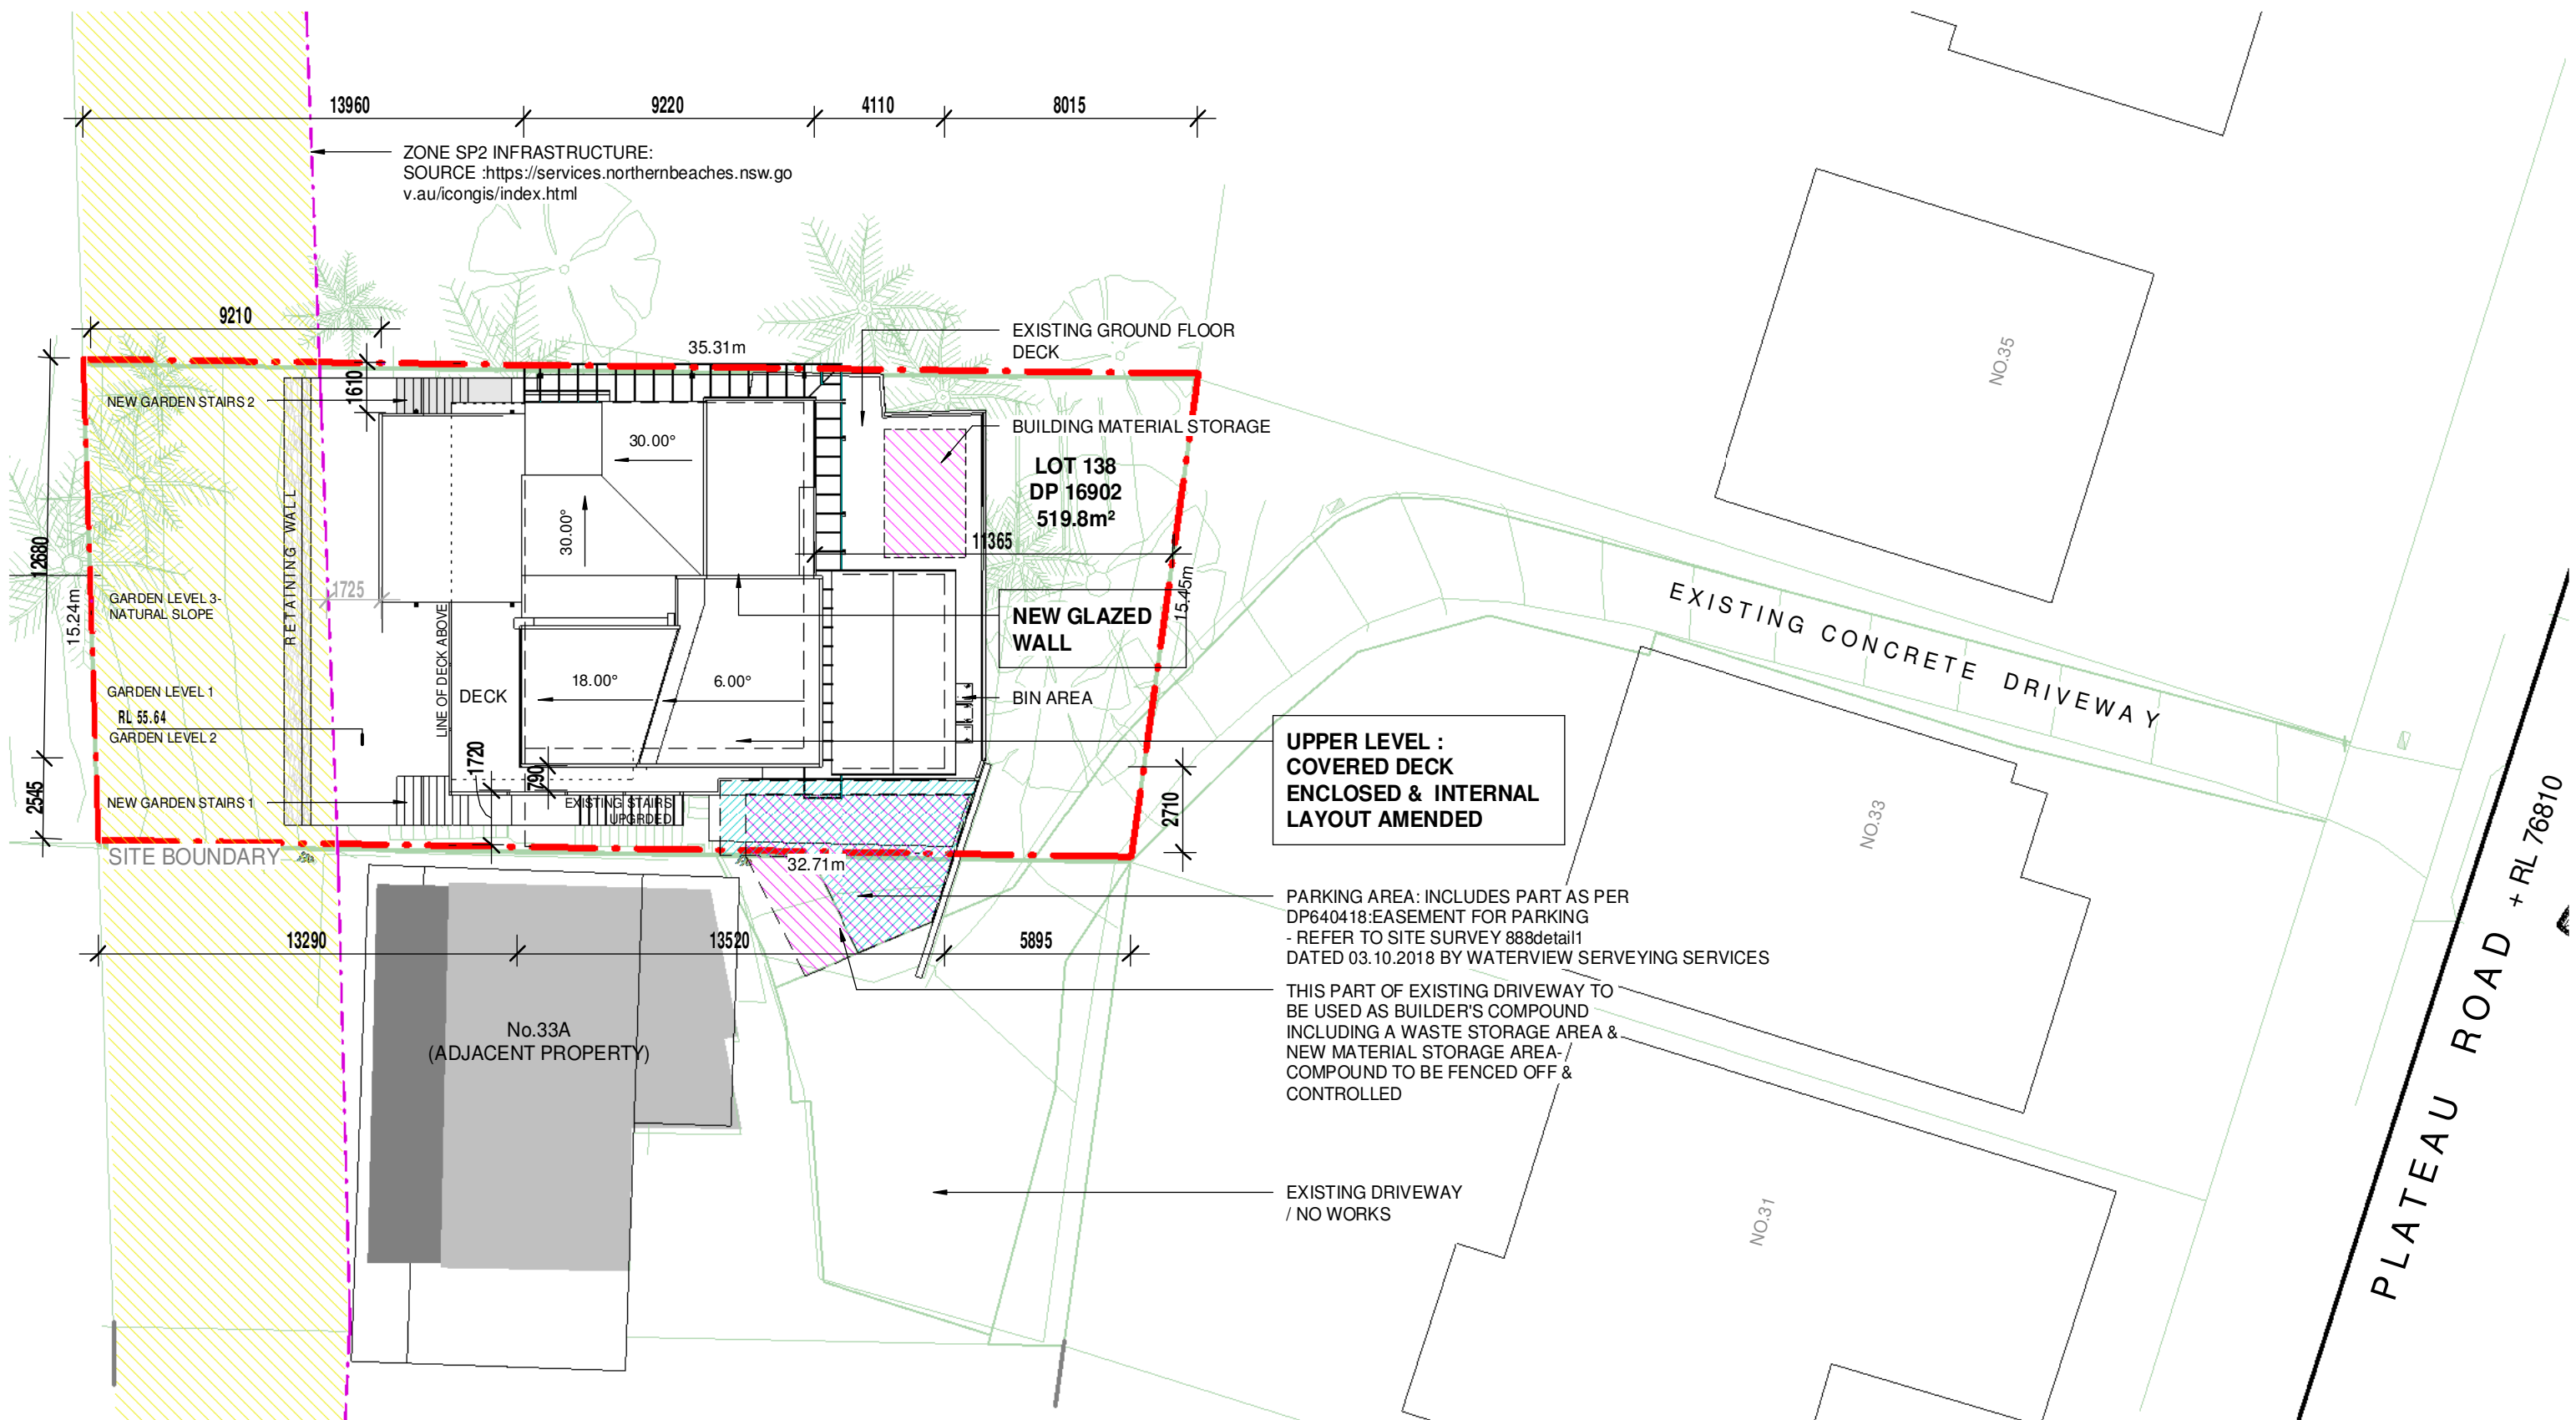 13960
9220
4110
8015
ZONE SP2 INFRASTRUCTURE:
SOURCE :https://services.northernbeaches.nsw.go
v.au/icongis/index.html
9210
35.31m
EXISTING GROUND FLOOR
DECK
1610
NEW GARDEN STAIRS 2
30.00°
BUILDING MATERIAL STORAGE
LOT 138
DP 16902
519.8m²
NO.35
RETAINING WALL
30.00°
11365
12680
15.24m
1725
GARDEN LEVEL 3-
NATURAL SLOPE
15.45m
NEW GLAZED
WALL
EXISTING CONCRETE DRIVEWAY
LINE OF DECK ABOVE
DECK
18.00°
6.00°
GARDEN LEVEL 1
RL 55.64
GARDEN LEVEL 2
BIN AREA
UPPER LEVEL :
COVERED DECK
ENCLOSED & INTERNAL
LAYOUT AMENDED
1720
790
2545
NEW GARDEN STAIRS 1
EXISTING STAIRS
UPGRDED
2710
NO.33
SITE BOUNDARY
32.71m
PARKING AREA: INCLUDES PART AS PER
DP640418:EASEMENT FOR PARKING
- REFER TO SITE SURVEY 888detail1
DATED 03.10.2018 BY WATERVIEW SERVEYING SERVICES
13290
13520
5895
THIS PART OF EXISTING DRIVEWAY TO
BE USED AS BUILDER'S COMPOUND
INCLUDING A WASTE STORAGE AREA &
NEW MATERIAL STORAGE AREA-
COMPOUND TO BE FENCED OFF &
CONTROLLED
No.33A
(ADJACENT PROPERTY)
EXISTING DRIVEWAY
/ NO WORKS
NO.31
PLATEAU ROAD + RL 76810